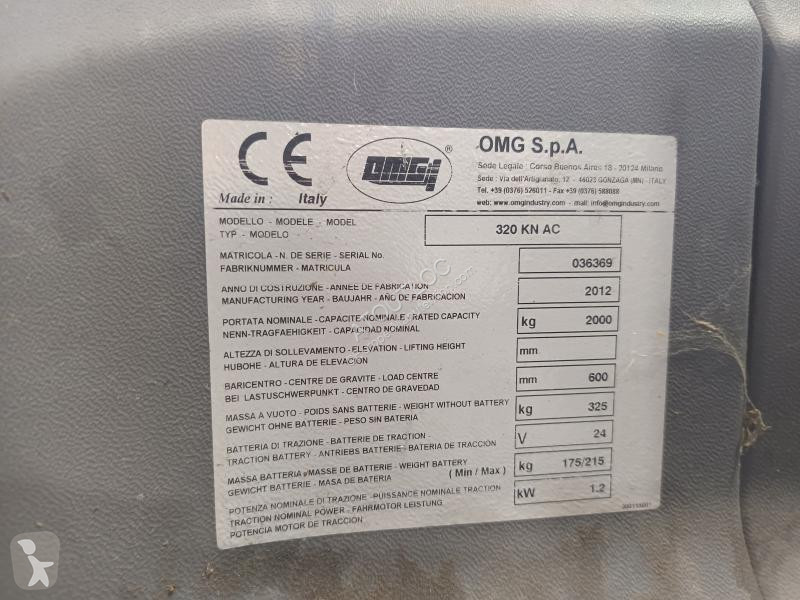 CE
OMG ®
OMG S.p.A.
Sede Legale : Corso Buenos Aires 18 - 20124 Milano
Sede : Via dell'Artigianato, 12 - 46023 GONZAGA (MN) - ITALY
Tel. +39 (0376) 526011 - Fax +39 (0376) 588088
web: www.omgindustry.com - mail: info@omgindustry.com
Made in : Italy
MODELLO - MODELE - MODEL
TYP - MODELO
320 KN AC
MATRICOLA - N. DE SERIE - SERIAL No.
FABRIKNUMMER - MATRICULA
036369
ANNO DI COSTRUZIONE - ANNEE DE FABRICATION
MANUFACTURING YEAR - BAUJAHR - AÑO DE FABRICACION
2012
PORTATA NOMINALE - CAPACITE NOMINALE - RATED CAPACITY
NENN-TRAGFAEHIGKEIT - CAPACIDAD NOMINAL
kg 2000
ALTEZZA DI SOLLEVAMENTO - ELEVATION - LIFTING HEIGHT
HUBOHE - ALTURA DE ELEVACION
mm
BARICENTRO - CENTRE DE GRAVITE - LOAD CENTRE
BEI LASTUSCHWERPUNKT - CENTRO DE GRAVEDAD
mm 600
MASSA A VUOTO - POIDS SANS BATTERIE - WEIGHT WITHOUT BATTERY
GEWICHT OHNE BATTERIE - PESO SIN BATERIA
kg 325
BATTERIA DI TRAZIONE - BATTERIE DE TRACTION -
TRACTION BATTERY - ANTRIEBS BATTERIE - BATERIA DE TRACCIÓN
V 24
MASSA BATTERIA - MASSE DE BATTERIE - WEIGHT BATTERY
GEWICHT BATTERIE - MASA DE BATERIA
( Min / Max ) kg 175/215
POTENZA NOMINALE DI TRAZIONE - PUISSANCE NOMINALE TRACTION
TRACTION NOMINAL POWER - FAHRMOTOR LEISTUNG
POTENCIA MOTOR DE TRACCION
kW 1.2